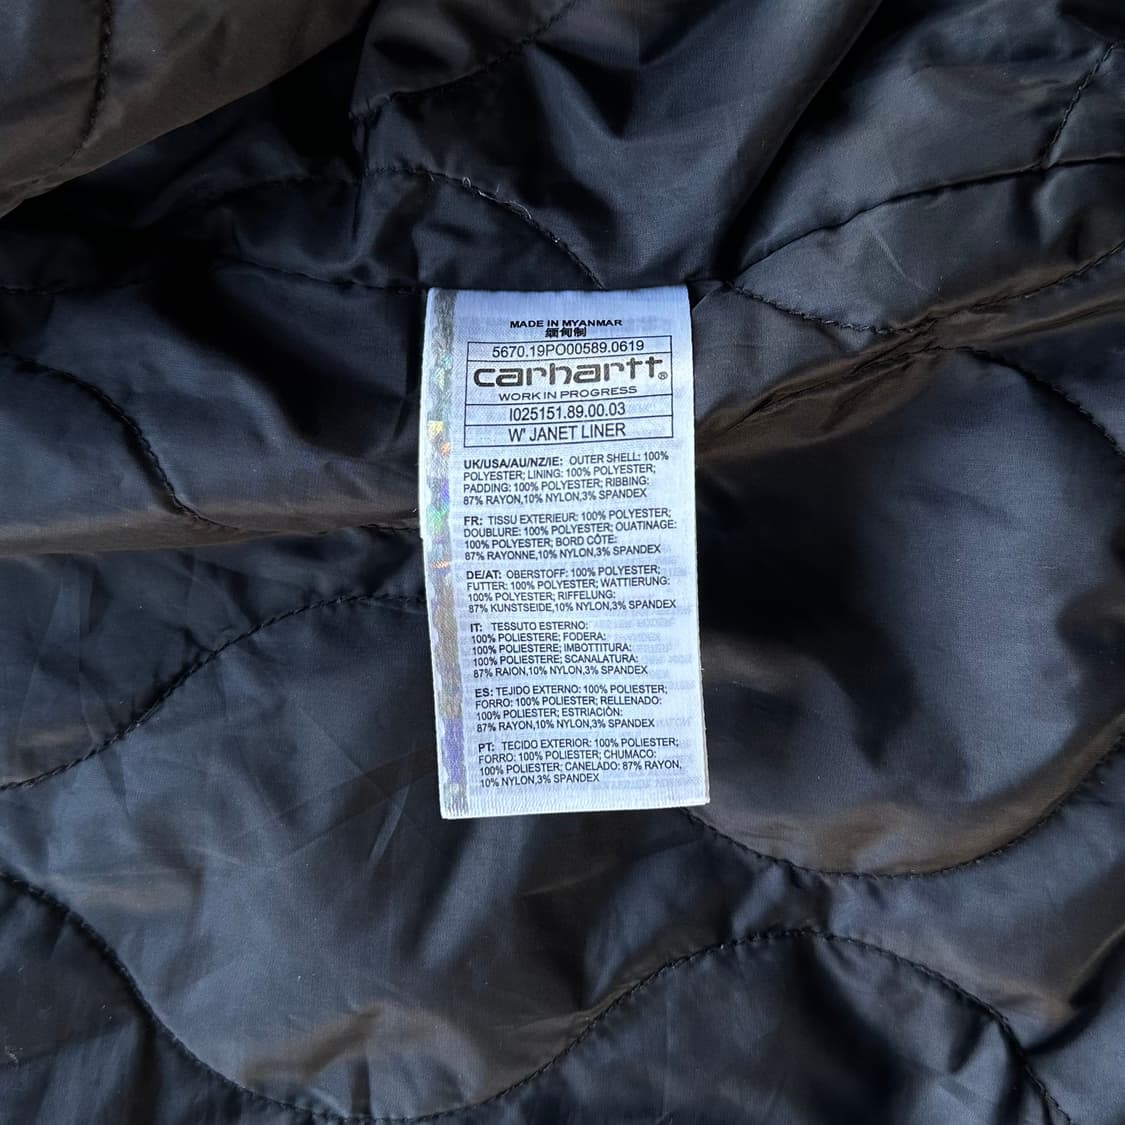 MADE IN MYANMAR
缅甸制
5670.19PO00589.0619
carhartt®
WORK IN PROGRESS
I025151.89.00.03
W' JANET LINER
UK/USA/AU/NZ/IE: OUTER SHELL: 100%
POLYESTER; LINING: 100% POLYESTER;
PADDING: 100% POLYESTER; RIBBING:
87% RAYON,10% NYLON,3% SPANDEX
FR: TISSU EXTERIEUR: 100% POLYESTER;
DOUBLURE: 100% POLYESTER; OUATINAGE:
100% POLYESTER; BORD CÔTE:
87% RAYONNE,10% NYLON,3% SPANDEX
DE/AT: OBERSTOFF: 100% POLYESTER;
FUTTER: 100% POLYESTER; WATTIERUNG:
100% POLYESTER; RIFFELUNG:
87% KUNSTSEIDE,10% NYLON,3% SPANDEX
IT: TESSUTO ESTERNO:
100% POLIESTERE; FODERA:
100% POLIESTERE; IMBOTTITURA:
100% POLIESTERE; SCANALATURA:
87% RAION,10% NYLON,3% SPANDEX
ES: TEJIDO EXTERNO: 100% POLIESTER;
FORRO: 100% POLIESTER; RELLENADO:
100% POLIESTER; ESTRIACIÓN:
87% RAYON,10% NYLON,3% SPANDEX
PT: TECIDO EXTERIOR: 100% POLIESTER;
FORRO: 100% POLIESTER; CHUMACO:
100% POLIESTER; CANELADO: 87% RAYON,
10% NYLON,3% SPANDEX